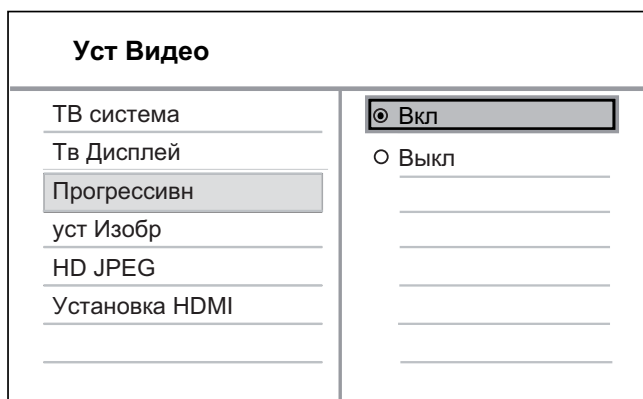 Уст Видео
ТВ система
Тв Дисплей
Прогрессивн
уст Изобр
HD JPEG
Установка HDMI
Вкл
Выкл